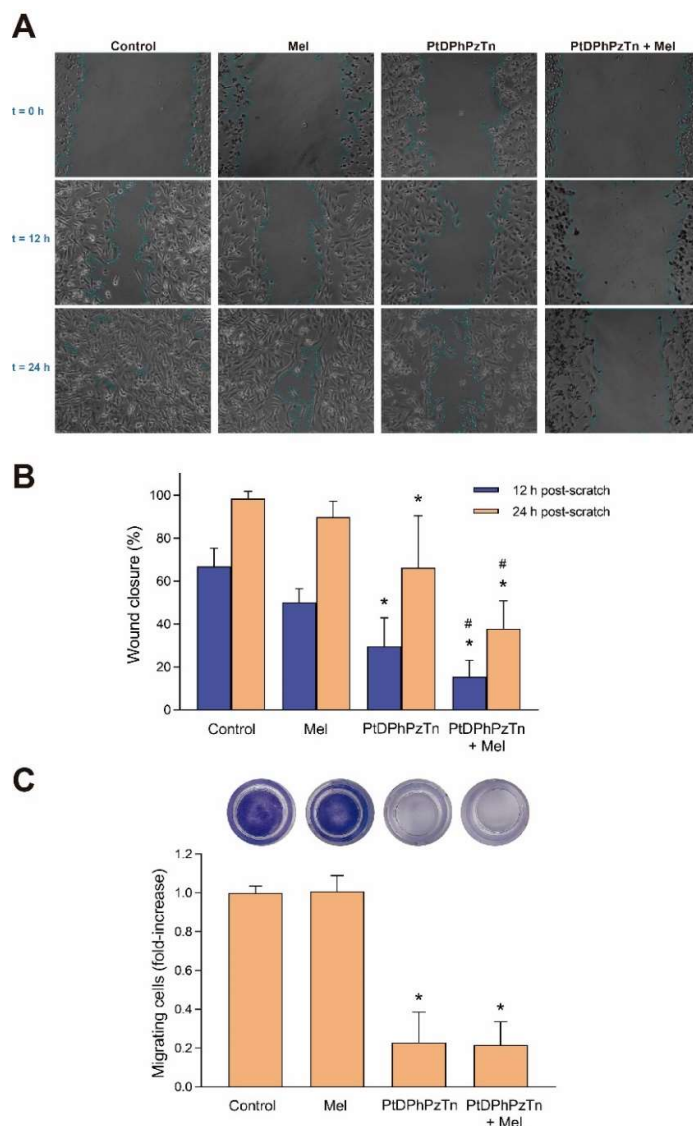 A
Control Mel PtDPhPzTn PtDPhPzTn + Mel
t = 0 h
t = 12 h
t = 24 h
B
Wound closure (%)
100
80
60
40
20
0
12 h post-scratch
24 h post-scratch
*
*
#
*
#
*
Control Mel PtDPhPzTn PtDPhPzTn
+ Mel
C
Migrating cells (fold-increase)
1.2
1.0
0.8
0.6
0.4
0.2
0.0
*
*
Control Mel PtDPhPzTn PtDPhPzTn
+ Mel